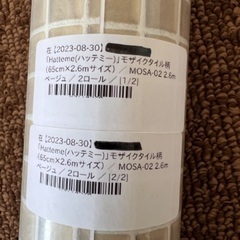 在【2023-08-30】
「Hatteme(ハッテミー)」モザイクタイル柄
(65cm×2.6mサイズ) ／ MOSA-02 2.6m
ベージュ ／ 2ロール ／ |1/2|
在【2023-08-30】
「Hatteme(ハッテミー)」モザイクタイル柄
(65cm×2.6mサイズ) ／ MOSA-02 2.6m
ベージュ ／ 2ロール ／ |2/2|